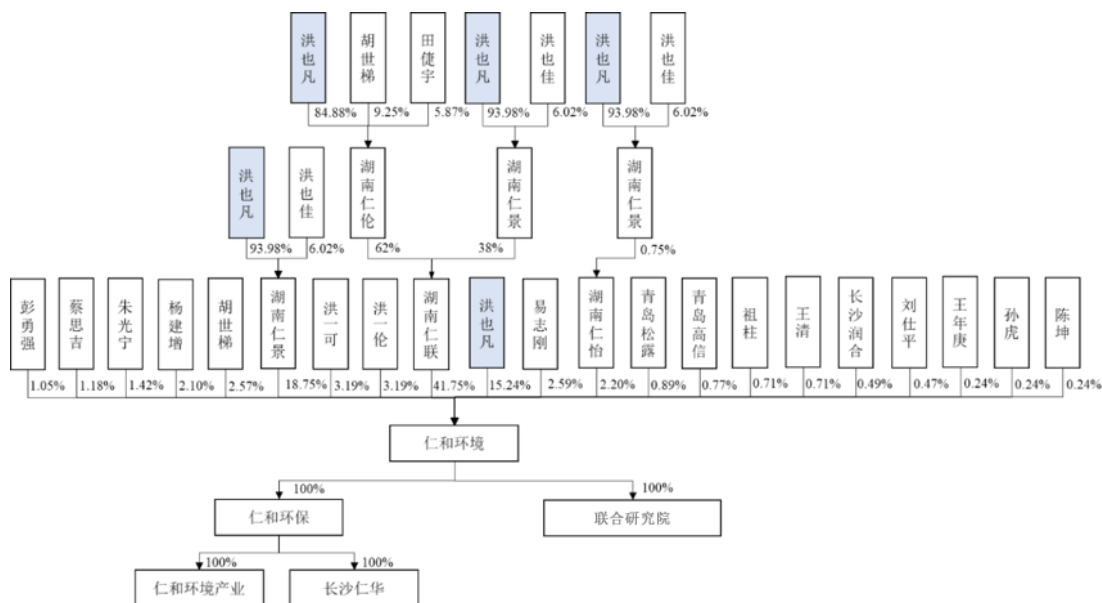 洪也凡
胡世梯
田倢宇
洪也凡
洪也佳
洪也凡
洪也佳
84.88%
9.25%
5.87%
93.98%
6.02%
93.98%
6.02%
洪也凡
洪也佳
湖南仁伦
湖南仁景
湖南仁景
93.98%
6.02%
62%
38%
0.75%
彭勇强
蔡思吉
朱光宁
杨建增
胡世梯
湖南仁景
洪一可
洪一伦
湖南仁联
洪也凡
易志刚
湖南仁怡
青岛松露
青岛高信
祖柱
王清
长沙润合
刘仕平
王年庚
孙虎
陈坤
1.05%
1.18%
1.42%
2.10%
2.57%
18.75%
3.19%
3.19%
41.75%
15.24%
2.59%
2.20%
0.89%
0.77%
0.71%
0.71%
0.49%
0.47%
0.24%
0.24%
0.24%
仁和环境
100%
100%
仁和环保
联合研究院
100%
100%
仁和环境产业
长沙仁华